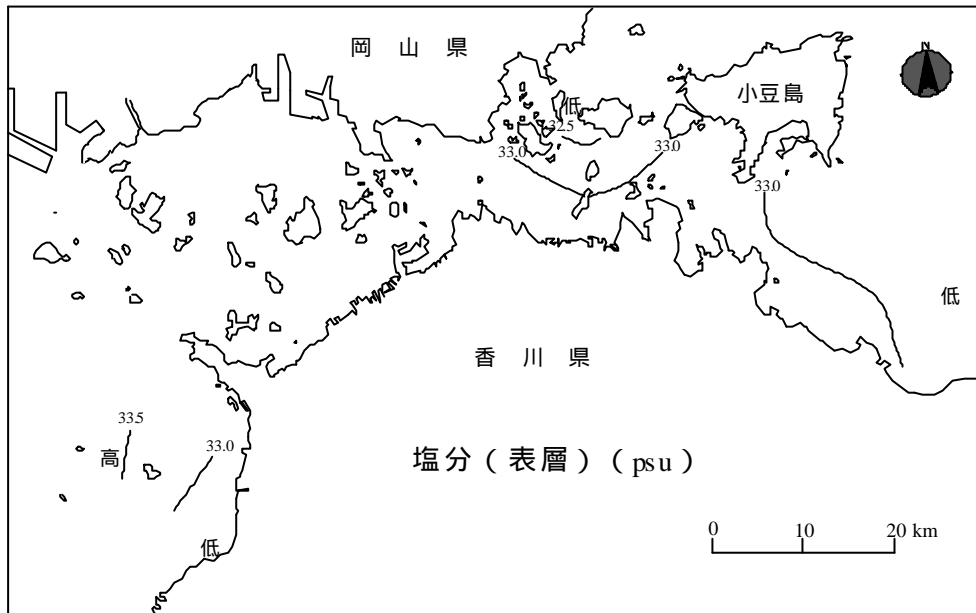 岡 山 県
N
小豆島
低
32.5
33.0
33.0
33.0
低
香 川 県
33.5
高
33.0
塩分（表層）（psu）
0 10 20 km
低